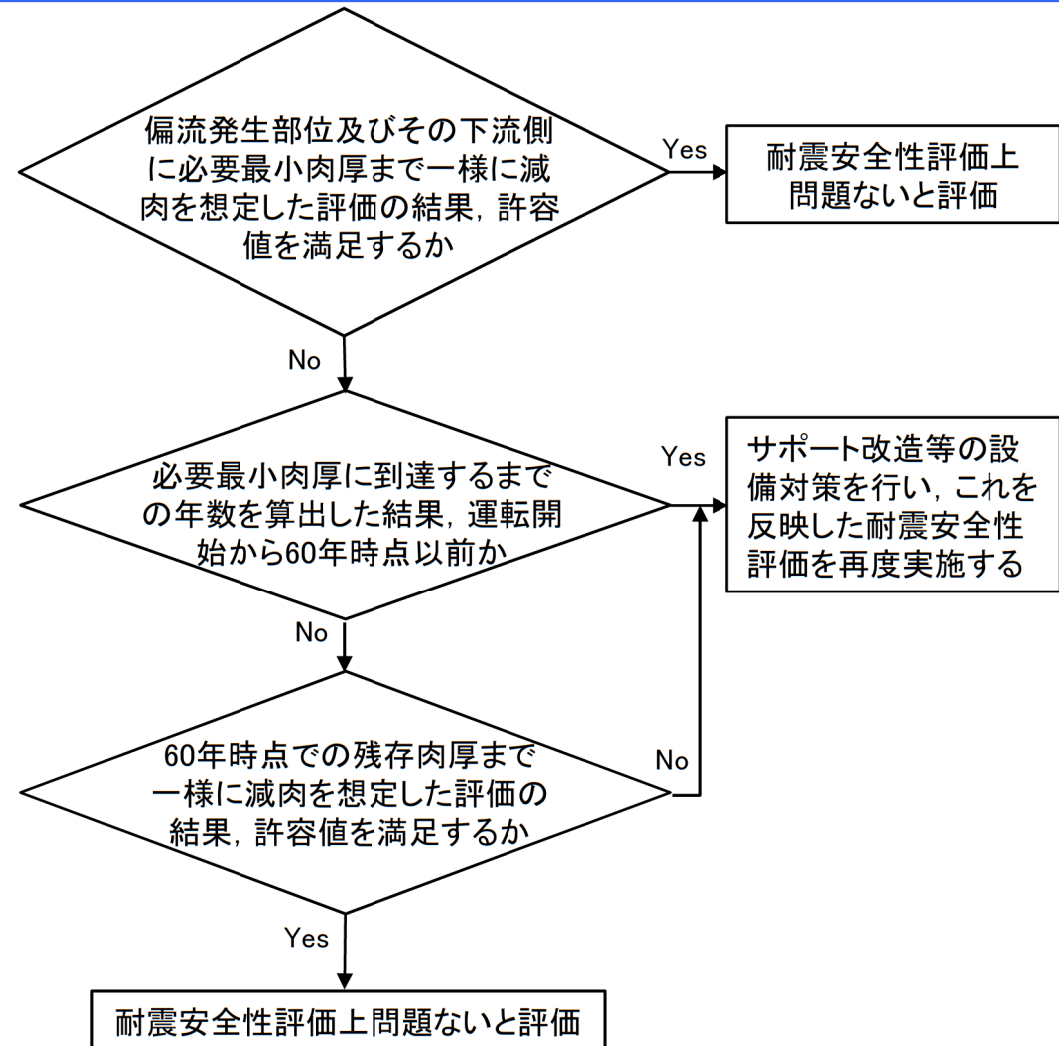 偏流発生部位及びその下流側
に必要最小肉厚まで一様に減
肉を想定した評価の結果，許容
値を満足するか
Yes
耐震安全性評価上
問題ないと評価
No
必要最小肉厚に到達するまで
の年数を算出した結果，運転開
始から60年時点以前か
Yes
サポート改造等の設
備対策を行い，これを
反映した耐震安全性
評価を再度実施する
No
60年時点での残存肉厚まで
一様に減肉を想定した評価の
結果，許容値を満足するか
No
Yes
耐震安全性評価上問題ないと評価